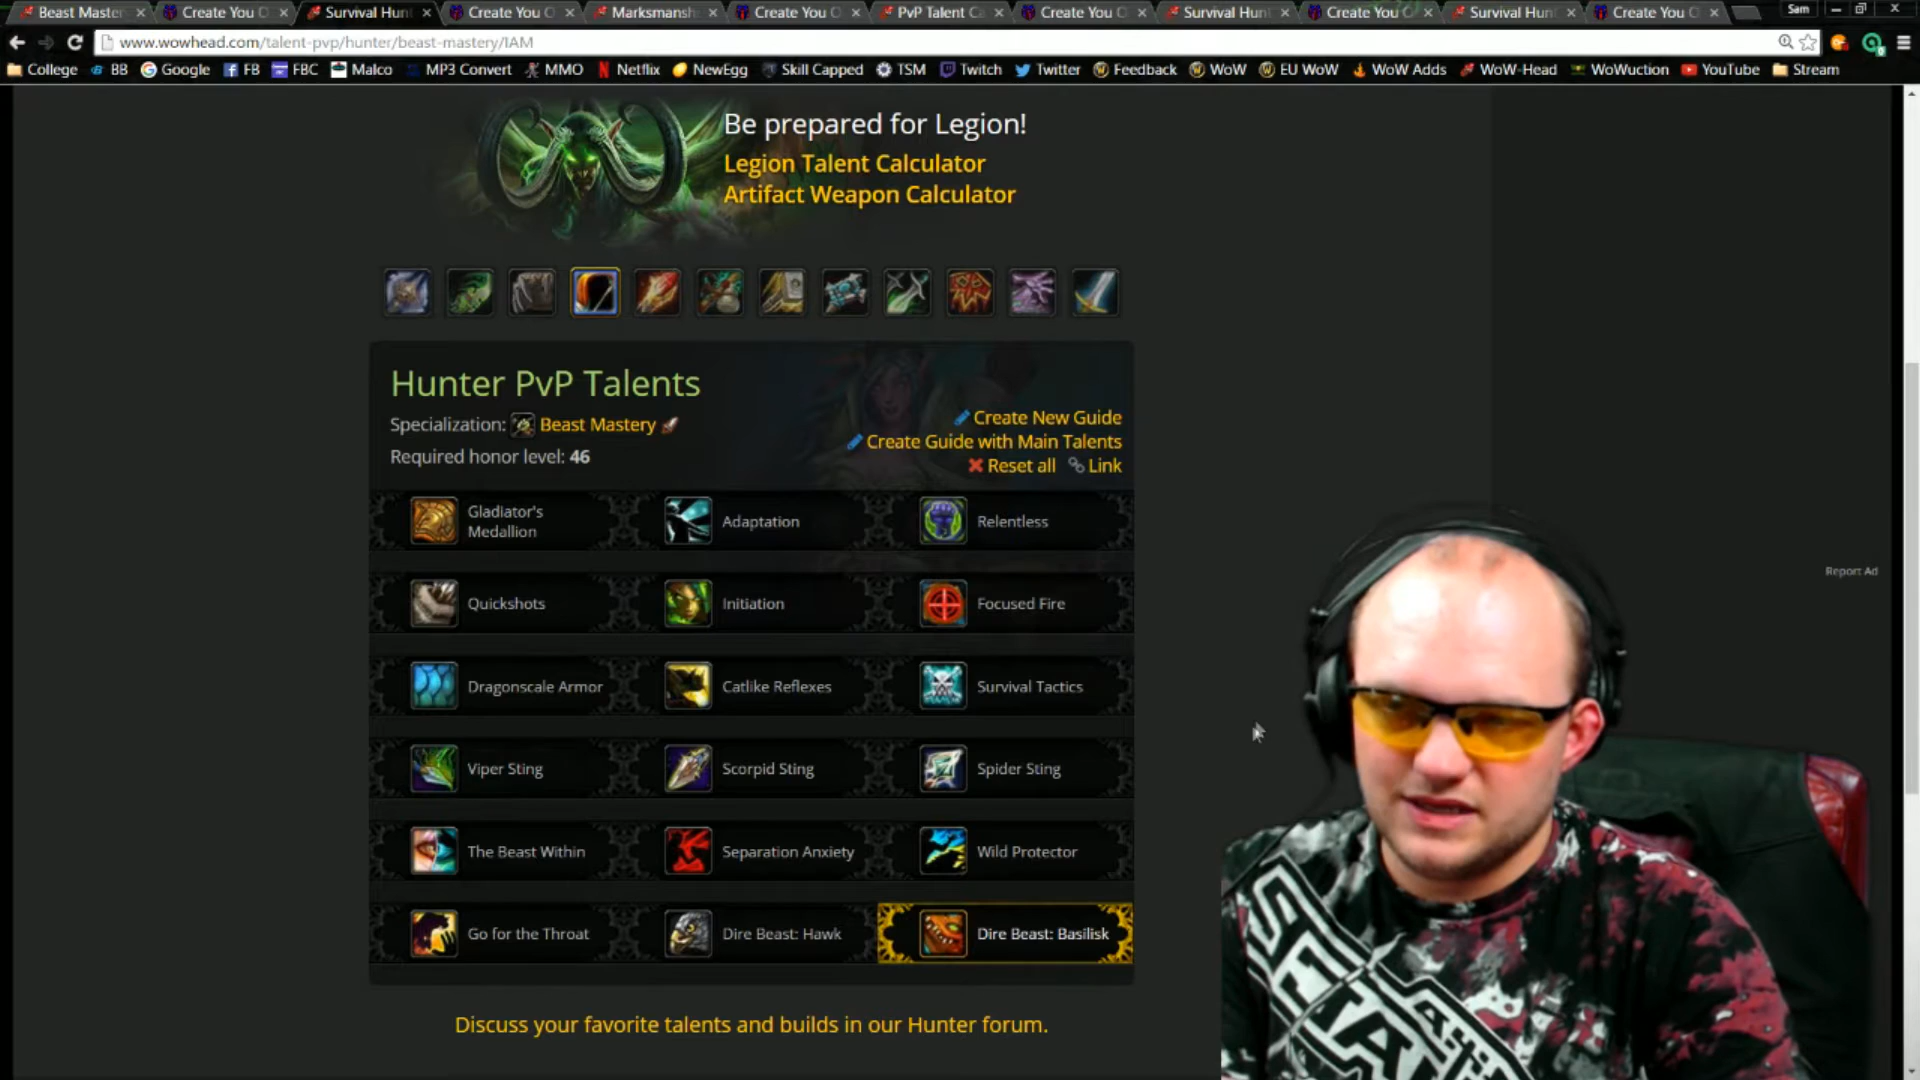 Beast Master
Create You O
Survival Hunt
Create You O
Marksmansh
Create You O
PvP Talent Ca
Create You O
Survival Hunt
Create You O
Survival Hunt
Create You O
Sam
www.wowhead.com/talent-pvp/hunter/beast-mastery/IAM
College BB Google FB FBC Malco MP3 Convert MMO Netflix NewEgg Skill Capped TSM Twitch Twitter Feedback WoW EU WoW WoW Adds WoW-Head WoWuction YouTube Stream
Be prepared for Legion!
Legion Talent Calculator
Artifact Weapon Calculator
Hunter PvP Talents
Specialization: Beast Mastery
Required honor level: 46
Create New Guide
Create Guide with Main Talents
Reset all Link
Gladiator's
Medallion
Adaptation
Relentless
Quickshots
Initiation
Focused Fire
Dragonscale Armor
Catlike Reflexes
Survival Tactics
Viper Sting
Scorpid Sting
Spider Sting
The Beast Within
Separation Anxiety
Wild Protector
Go for the Throat
Dire Beast: Hawk
Dire Beast: Basilisk
Discuss your favorite talents and builds in our Hunter forum.
Report Ad